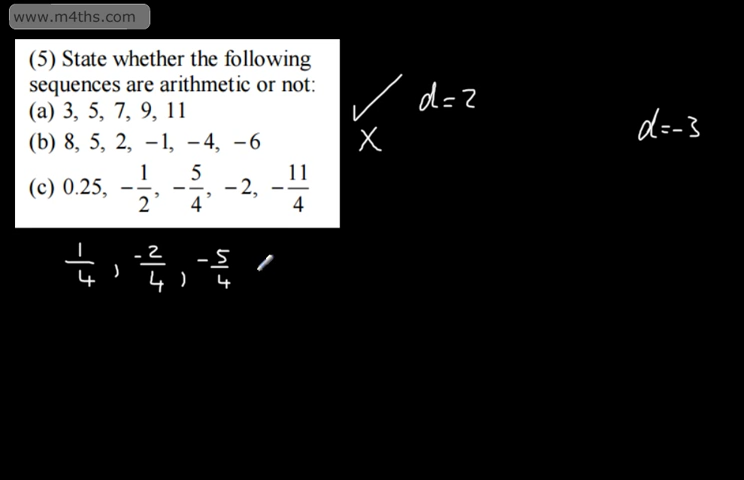 www.m4ths.com
(5) State whether the following
sequences are arithmetic or not:
(a) 3, 5, 7, 9, 11 ✓ d=2
(b) 8, 5, 2, −1, −4, −6 X d=-3
(c) 0.25, −1/2, −5/4, −2, −11/4
1/4, -2/4, -5/4